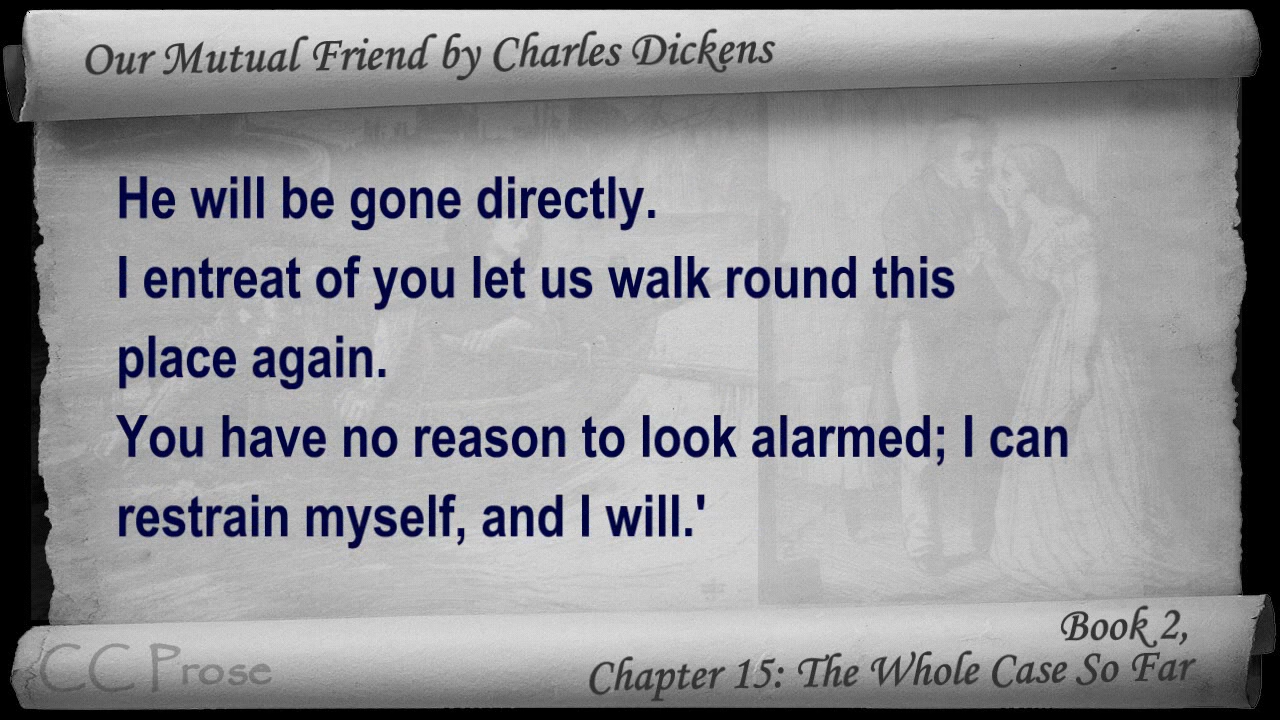 Our Mutual Friend by Charles Dickens
He will be gone directly.
I entreat of you let us walk round this
place again.
You have no reason to look alarmed; I can
restrain myself, and I will.'
Book 2,
CC Prose
Chapter 15: The Whole Case So Far